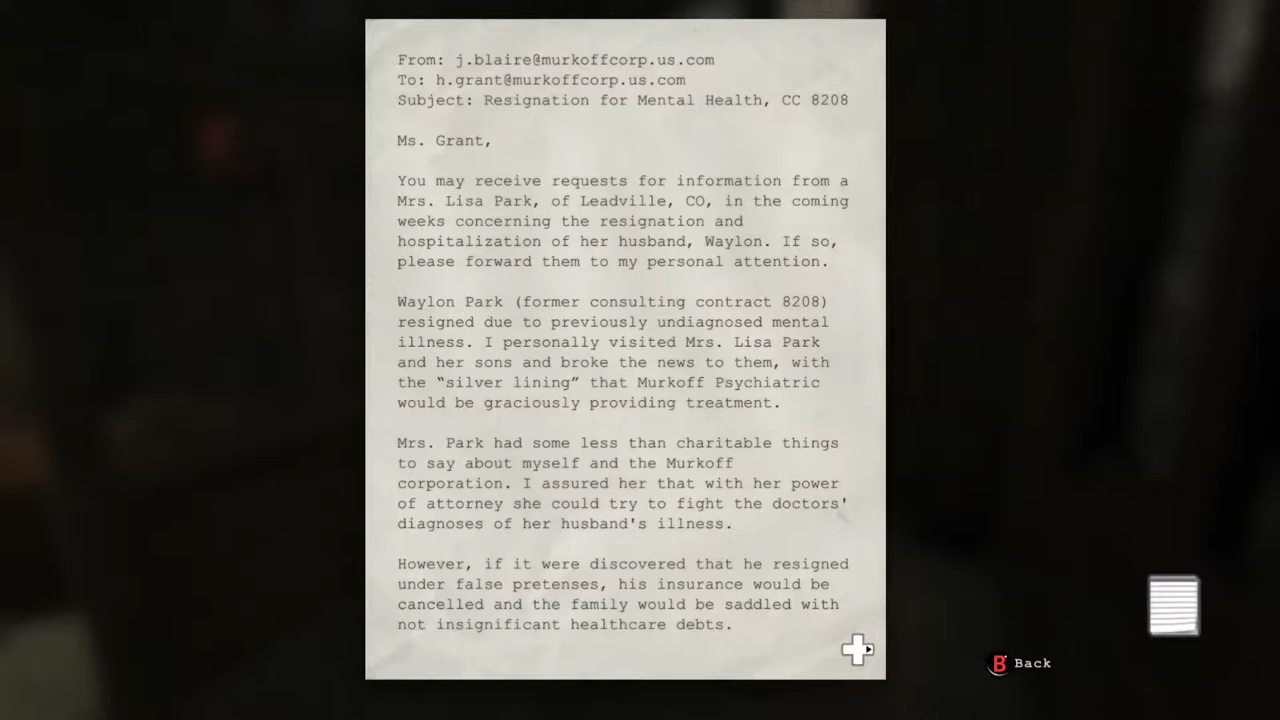 From: j.blaire@murkoffcorp.us.com
To: h.grant@murkoffcorp.us.com
Subject: Resignation for Mental Health, CC 8208
Ms. Grant,
You may receive requests for information from a
Mrs. Lisa Park, of Leadville, CO, in the coming
weeks concerning the resignation and
hospitalization of her husband, Waylon. If so,
please forward them to my personal attention.
Waylon Park (former consulting contract 8208)
resigned due to previously undiagnosed mental
illness. I personally visited Mrs. Lisa Park
and her sons and broke the news to them, with
the “silver lining” that Murkoff Psychiatric
would be graciously providing treatment.
Mrs. Park had some less than charitable things
to say about myself and the Murkoff
corporation. I assured her that with her power
of attorney she could try to fight the doctors'
diagnoses of her husband's illness.
However, if it were discovered that he resigned
under false pretenses, his insurance would be
cancelled and the family would be saddled with
not insignificant healthcare debts.
B Back